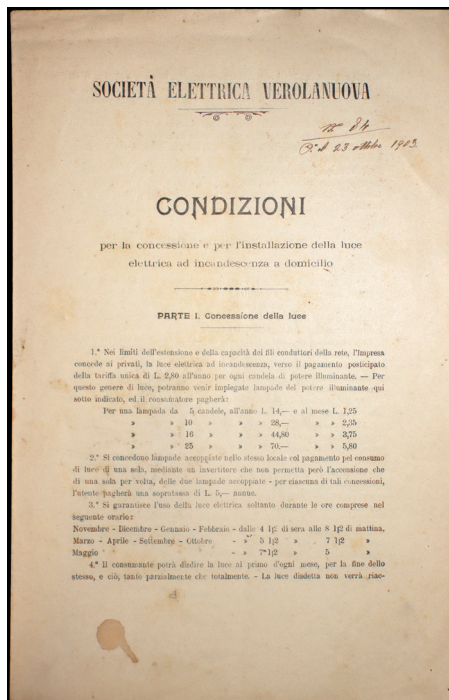 SOCIETÀ ELETTRICA VEROLANUOVA
N° 84
23 ottobre 1903.
CONDIZIONI
per la concessione e per l'installazione della luce
elettrica ad incandescenza a domicilio
PARTE I. Concessione della luce
1.° Nei limiti dell'estensione e della capacità dei fili conduttori della rete, l'Impresa
concede ai privati, la luce elettrica ad incandescenza, verso il pagamento posticipato
della tariffa unica di L. 2,80 all'anno per ogni candela di potere illuminante. — Per
questo genere di luce, potranno venir impiegate lampade del potere illuminante qui
sotto indicato, ed il consumatore pagherà:
Per una lampada da 5 candele, all'anno L. 14,— e al mese L. 1,25
» » 10 » » » 28,— » » 2,35
» » 16 » » » 44,80 » » 3,75
» » 25 » » » 70,— » » 5,80
2.° Si concedono lampade accoppiate nello stesso locale col pagamento pel consumo
di luce di una sola, mediante un invertitore che non permetta però l'accensione che
di una sola per volta, delle due lampade accoppiate - per ciascuna di tali concessioni,
l'utente pagherà una sopratassa di L. 5,— annue.
3.° Si garantisce l'uso della luce elettrica soltanto durante le ore comprese nel
seguente orario:
Novembre - Dicembre - Gennaio - Febbraio - dalle 4 1|2 di sera alle 8 1|2 di mattina.
Marzo - Aprile - Settembre - Ottobre - » 5 1|2 » 7 1|2 »
Maggio - » 7 1|2 » 5 »
4.° Il consumante potrà disdire la luce al primo d'ogni mese, per la fine dello
stesso, e ciò, tanto parzialmente che totalmente. - La luce disdetta non verrà riac-